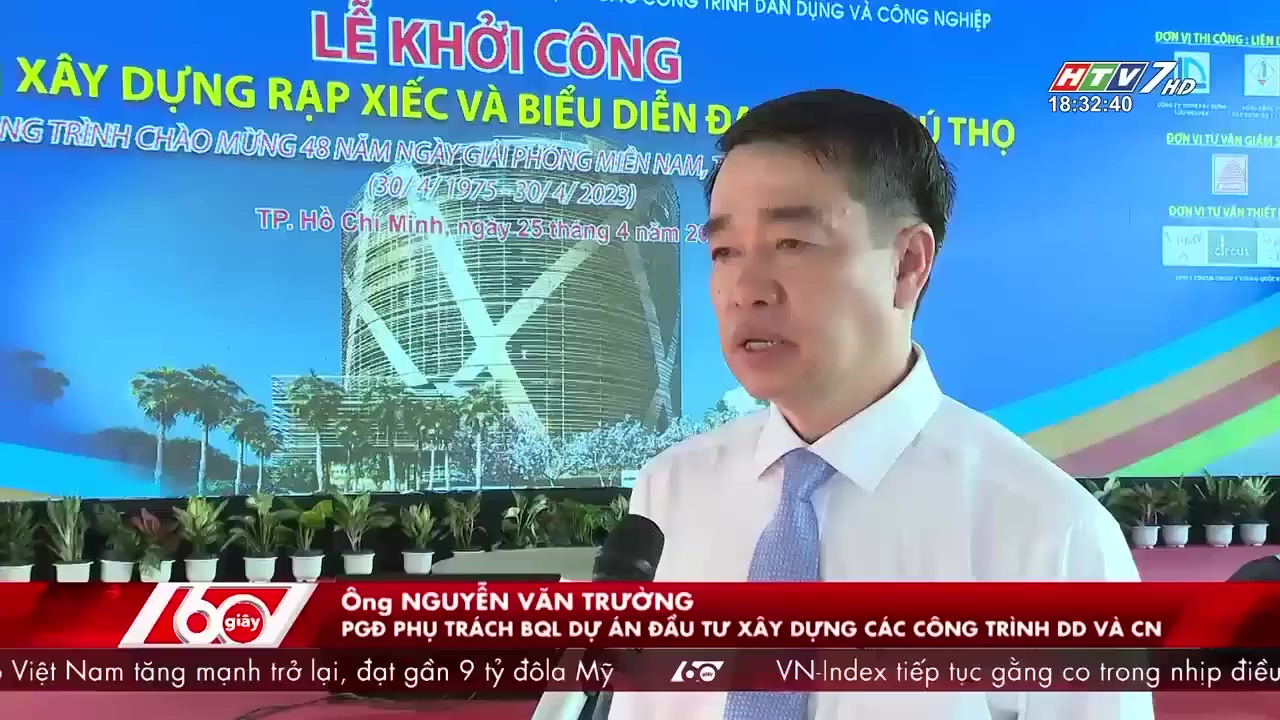 CÔNG TRÌNH DÂN DỤNG VÀ CÔNG NGHIỆP
LỄ KHỞI CÔNG
XÂY DỰNG RẠP XIẾC VÀ BIỂU DIỄN ĐA
THỌ
TRÌNH CHÀO MỪNG 48 NĂM NGÀY GIẢI PHÓNG MIỀN NAM,
(30/4/1975 - 30/4/2023)
TP. Hồ Chí Minh, ngày 25 tháng 4 năm
ĐƠN VỊ THI CÔNG : LIÊN
HTV7 HD
18:32:40
ĐƠN VỊ TƯ VẤN GIÁM
ĐƠN VỊ TƯ VẤN THIẾT
circus
60 giây
Ông NGUYỄN VĂN TRƯỜNG
PGĐ PHỤ TRÁCH BQL DỰ ÁN ĐẦU TƯ XÂY DỰNG CÁC CÔNG TRÌNH DD VÀ CN
Việt Nam tăng mạnh trở lại, đạt gần 9 tỷ đôla Mỹ 60 giây VN-Index tiếp tục gằng co trong nhịp điều